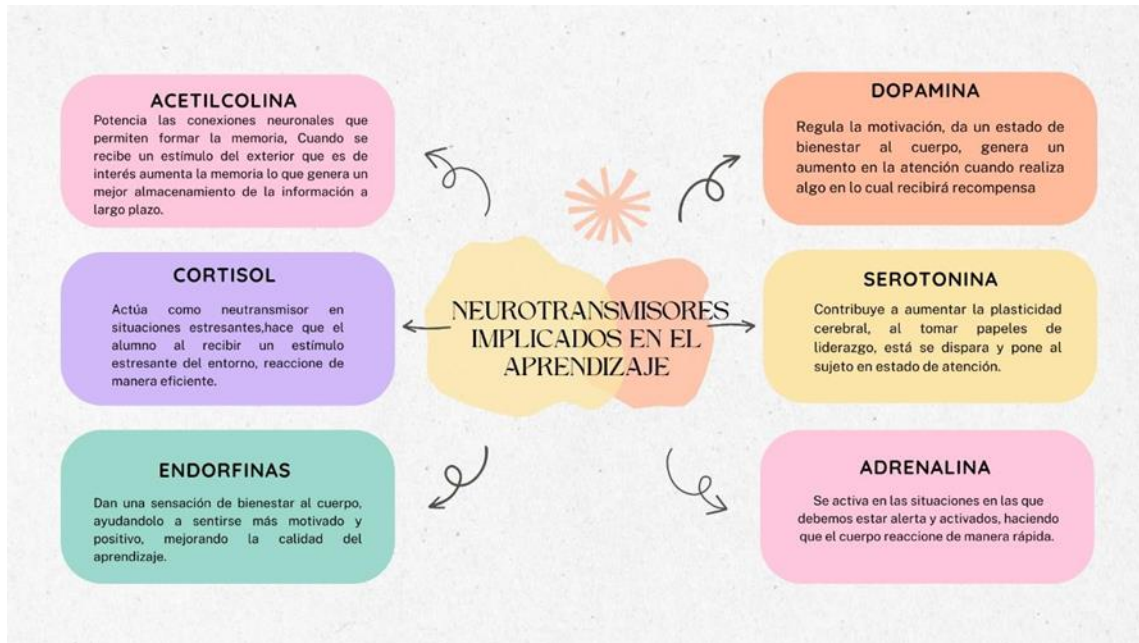 ACETILCOLINA
Potencia las conexiones neuronales que
permiten formar la memoria, Cuando se
recibe un estímulo del exterior que es de
interés aumenta la memoria lo que genera un
mejor almacenamiento de la información a
largo plazo.
CORTISOL
Actúa como neutransmisor en
situaciones estresantes,hace que el
alumno al recibir un estímulo
estresante del entorno, reaccione de
manera eficiente.
ENDORFINAS
Dan una sensación de bienestar al cuerpo,
ayudandolo a sentirse más motivado y
positivo, mejorando la calidad del
aprendizaje.
NEUROTRANSMISORES
IMPLICADOS EN EL
APRENDIZAJE
DOPAMINA
Regula la motivación, da un estado de
bienestar al cuerpo, genera un
aumento en la atención cuando realiza
algo en lo cual recibirá recompensa
SEROTONINA
Contribuye a aumentar la plasticidad
cerebral, al tomar papeles de
liderazgo, está se dispara y pone al
sujeto en estado de atención.
ADRENALINA
Se activa en las situaciones en las que
debemos estar alerta y activados, haciendo
que el cuerpo reaccione de manera rápida.